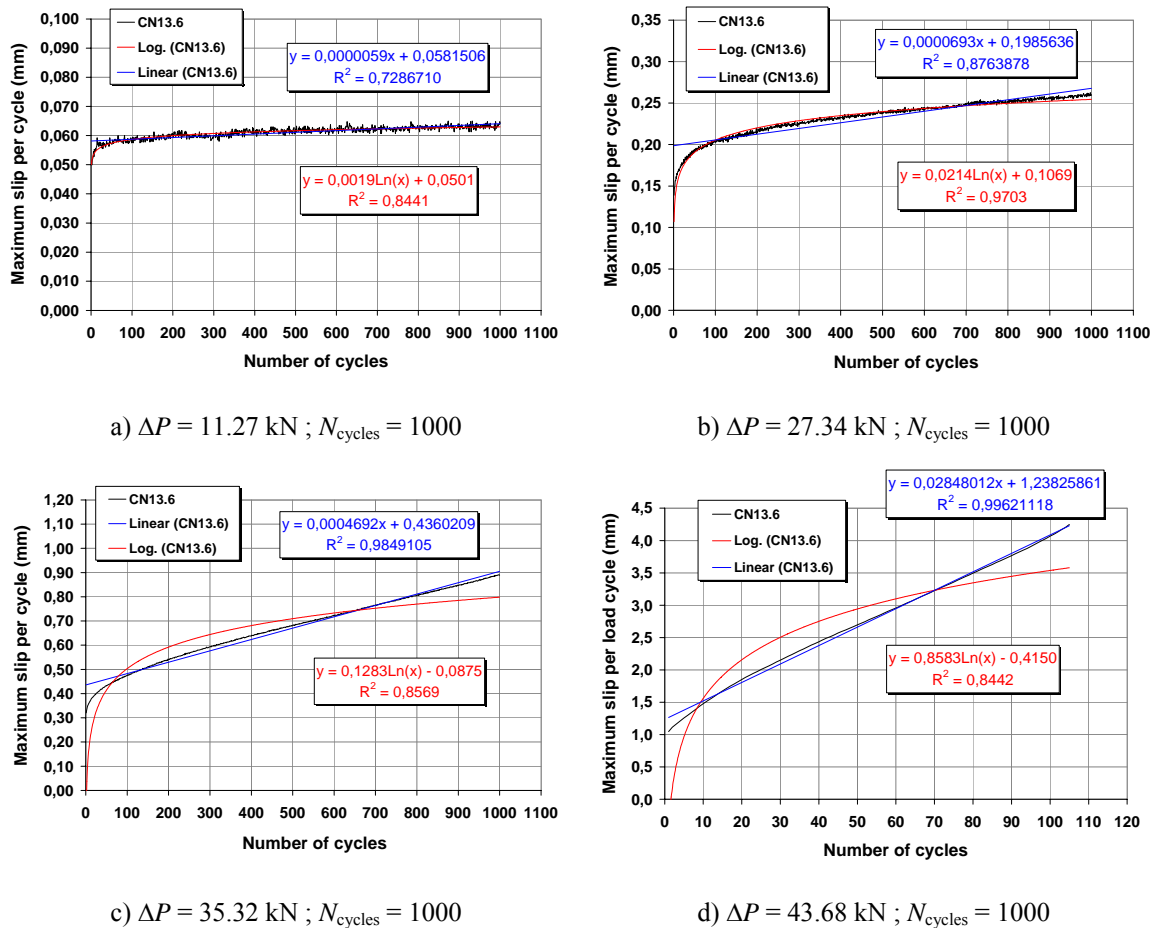 0,100
0,090
0,080
0,070
0,060
0,050
0,040
0,030
0,020
0,010
0,000
Maximum slip per cycle (mm)
CN13.6
Log. (CN13.6)
Linear (CN13.6)
y = 0,0000059x + 0,0581506
R² = 0,7286710
y = 0,0019Ln(x) + 0,0501
R² = 0,8441
0 100 200 300 400 500 600 700 800 900 1000 1100
Number of cycles
a) ΔP = 11.27 kN ; Ncycles = 1000
0,35
0,30
0,25
0,20
0,15
0,10
0,05
0,00
Maximum slip per cycle (mm)
CN13.6
Log. (CN13.6)
Linear (CN13.6)
y = 0,0000693x + 0,1985636
R² = 0,8763878
y = 0,0214Ln(x) + 0,1069
R² = 0,9703
0 100 200 300 400 500 600 700 800 900 1000 1100
Number of cycles
b) ΔP = 27.34 kN ; Ncycles = 1000
1,20
1,10
1,00
0,90
0,80
0,70
0,60
0,50
0,40
0,30
0,20
0,10
0,00
Maximum slip per cycle (mm)
CN13.6
Linear (CN13.6)
Log. (CN13.6)
y = 0,0004692x + 0,4360209
R² = 0,9849105
y = 0,1283Ln(x) - 0,0875
R² = 0,8569
0 100 200 300 400 500 600 700 800 900 1000 1100
Number of cycles
c) ΔP = 35.32 kN ; Ncycles = 1000
4,5
4,0
3,5
3,0
2,5
2,0
1,5
1,0
0,5
0,0
Maximum slip per load cycle (mm)
CN13.6
Log. (CN13.6)
Linear (CN13.6)
y = 0,02848012x + 1,23825861
R² = 0,99621118
y = 0,8583Ln(x) - 0,4150
R² = 0,8442
0 10 20 30 40 50 60 70 80 90 100 110 120
Number of cycles
d) ΔP = 43.68 kN ; Ncycles = 1000